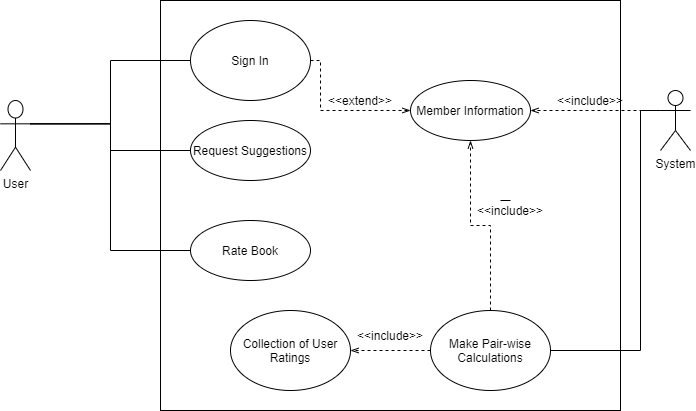 Sign In
<<extend>>
Member Information
<<include>>
Request Suggestions
User
System
<<include>>
Rate Book
<<include>>
Collection of User
Ratings
Make Pair-wise
Calculations